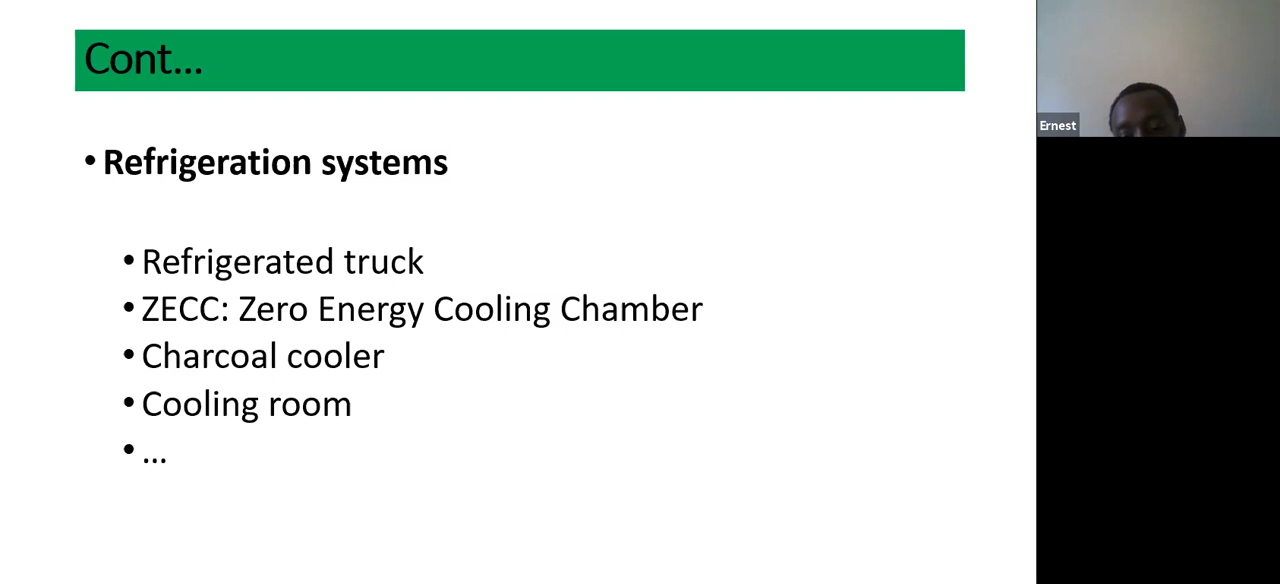 Cont...
• Refrigeration systems
• Refrigerated truck
• ZECC: Zero Energy Cooling Chamber
• Charcoal cooler
• Cooling room
• ...
Ernest